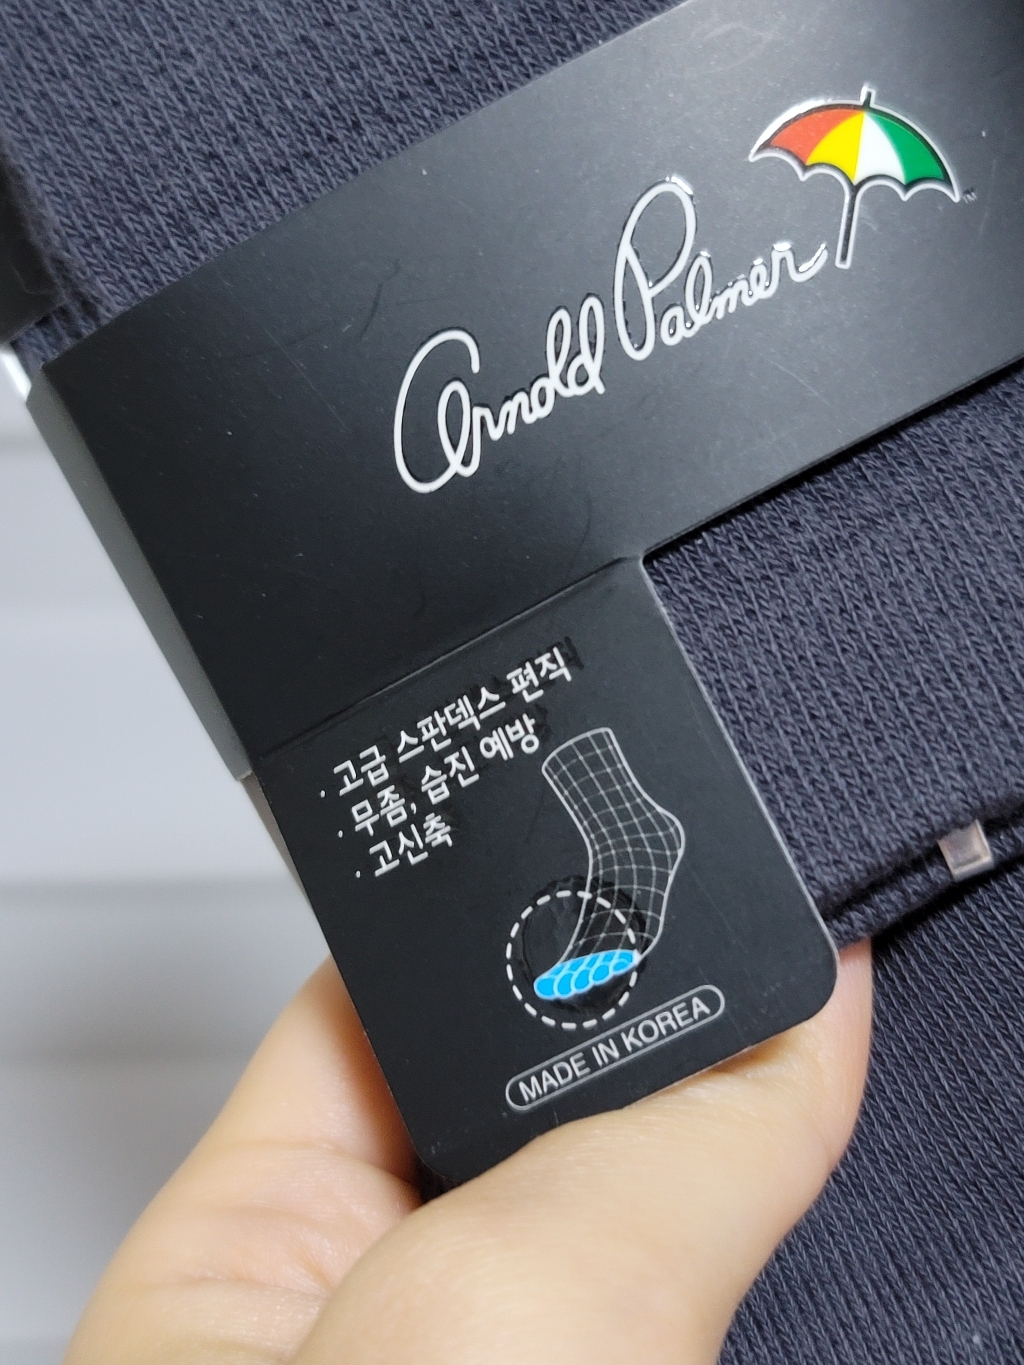 Arnold Palmer
TM
· 고급 스판덱스 편직
· 무좀, 습진 예방
· 고신축
MADE IN KOREA